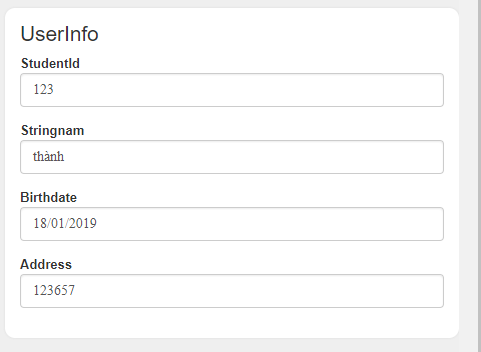 UserInfo
StudentId
123
Stringnam
thành
Birthdate
18/01/2019
Address
123657